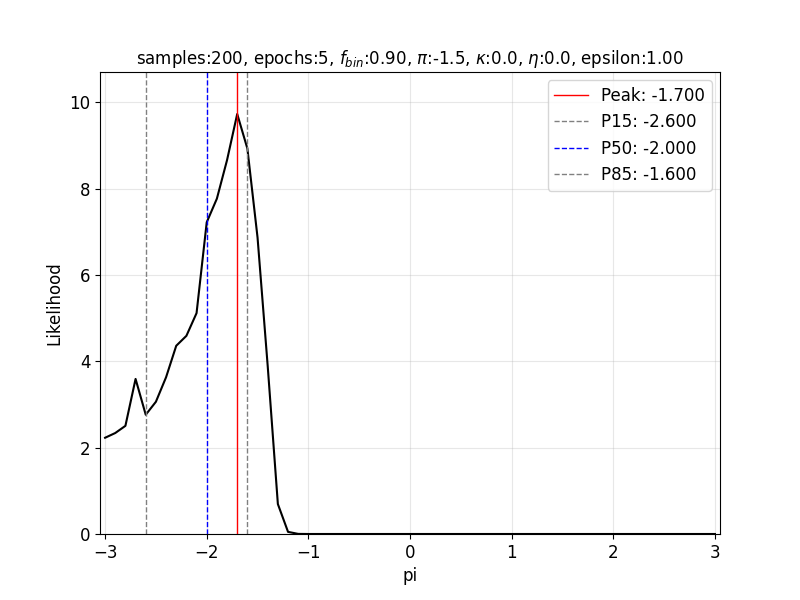 samples:200, epochs:5, f_bin:0.90, π:-1.5, κ:0.0, η:0.0, epsilon:1.00
Peak: -1.700
P15: -2.600
P50: -2.000
P85: -1.600
10
8
6
4
2
0
Likelihood
−3 −2 −1 0 1 2 3
pi